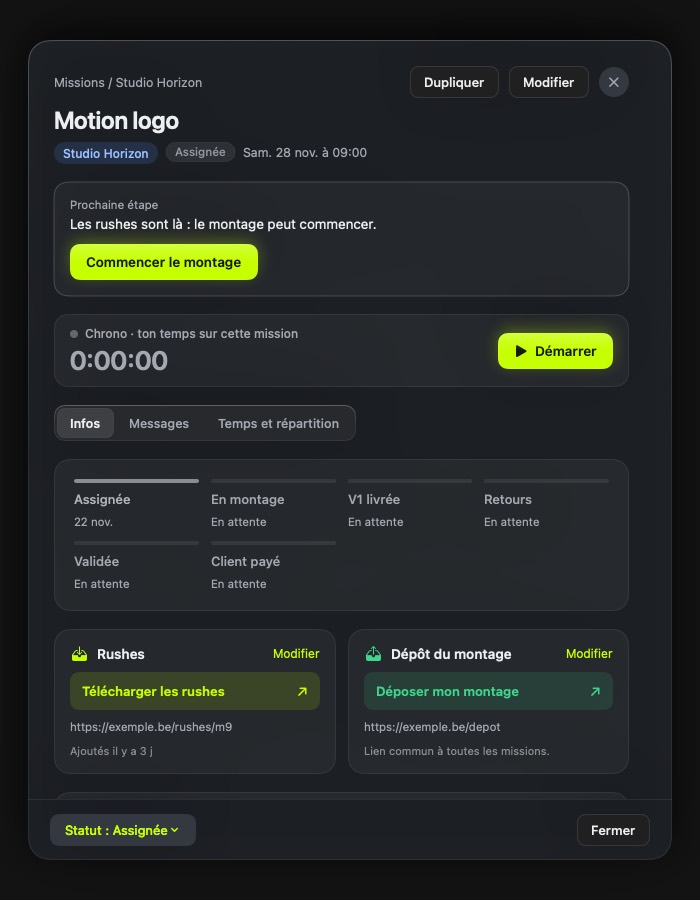 Missions / Studio Horizon
Dupliquer
Modifier
Motion logo
Studio Horizon
Assignée
Sam. 28 nov. à 09:00
Prochaine étape
Les rushes sont là : le montage peut commencer.
Commencer le montage
Chrono · ton temps sur cette mission
0:00:00
Démarrer
Infos
Messages
Temps et répartition
Assignée
22 nov.
En montage
En attente
V1 livrée
En attente
Retours
En attente
Validée
En attente
Client payé
En attente
Rushes
Modifier
Télécharger les rushes
https://exemple.be/rushes/m9
Ajoutés il y a 3 j
Dépôt du montage
Modifier
Déposer mon montage
https://exemple.be/depot
Lien commun à toutes les missions.
Statut : Assignée
Fermer